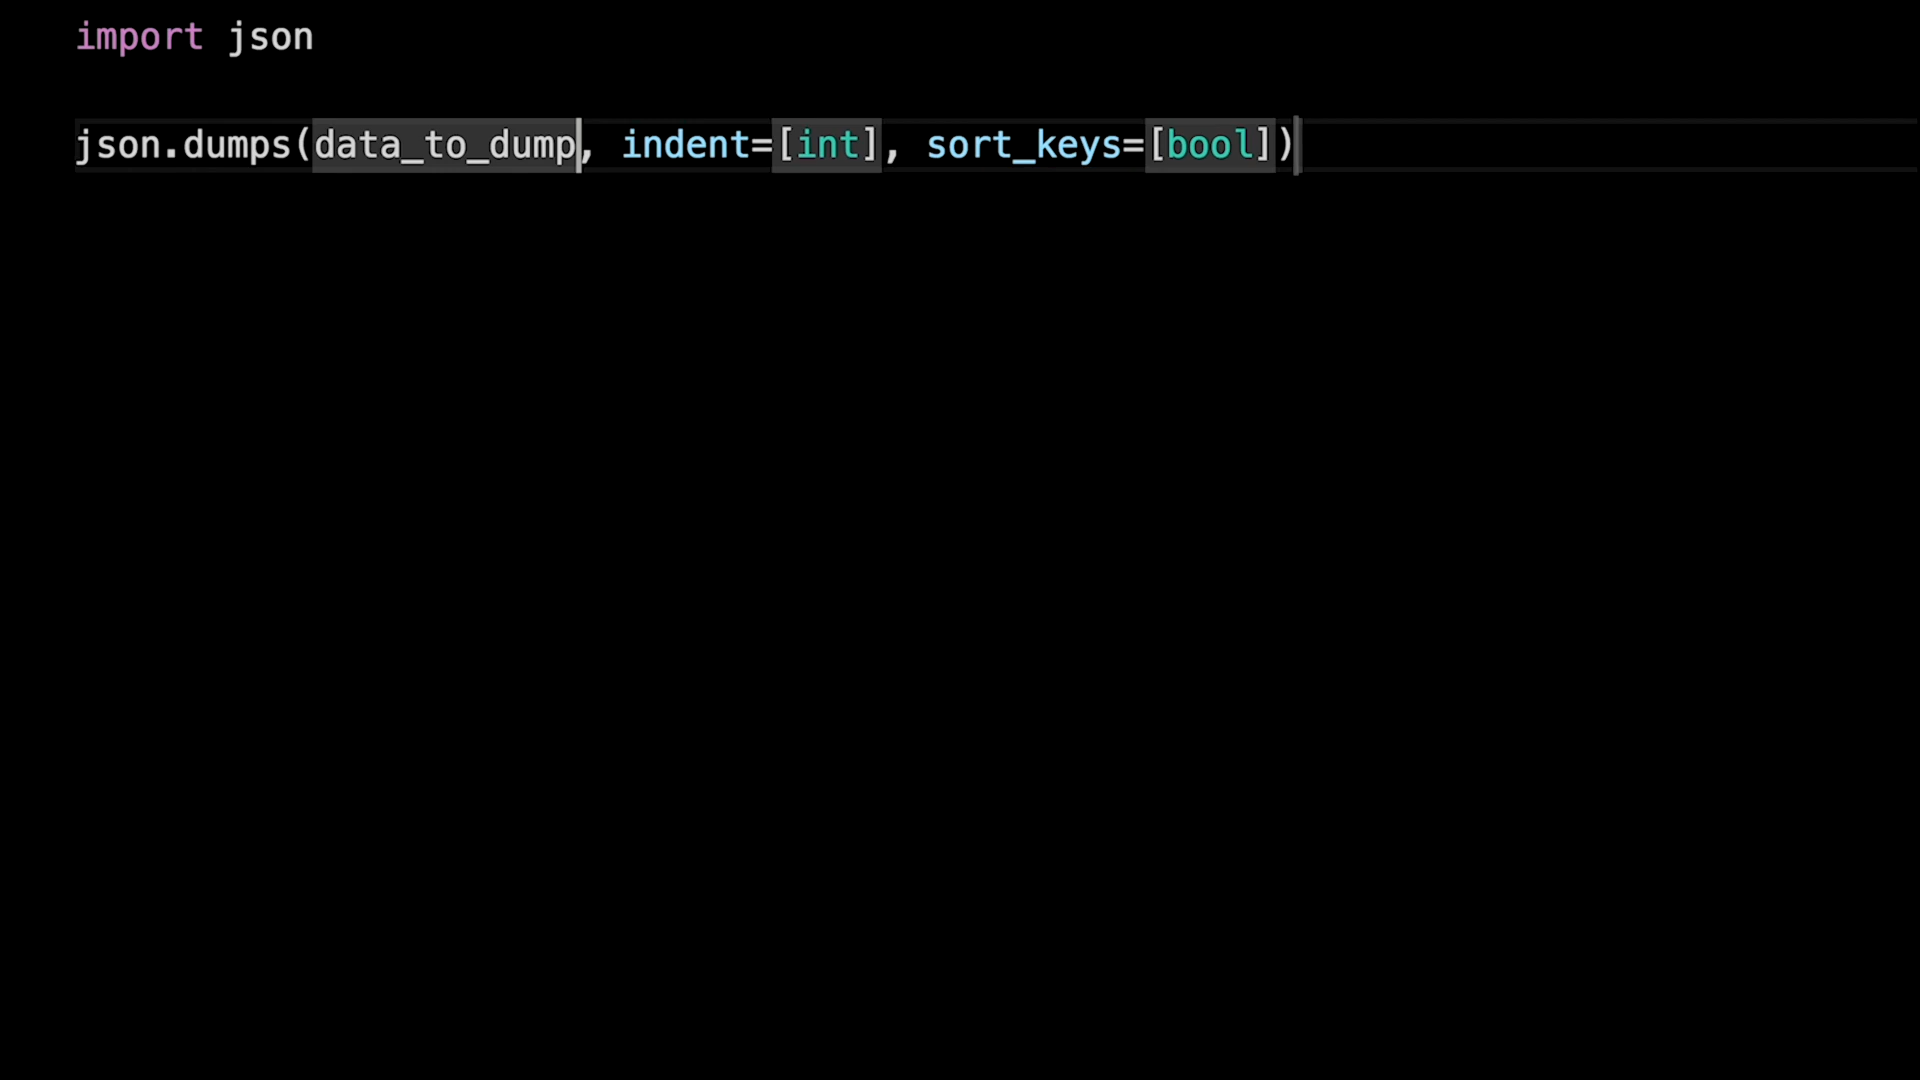 import json
json.dumps(data_to_dump, indent=[int], sort_keys=[bool])